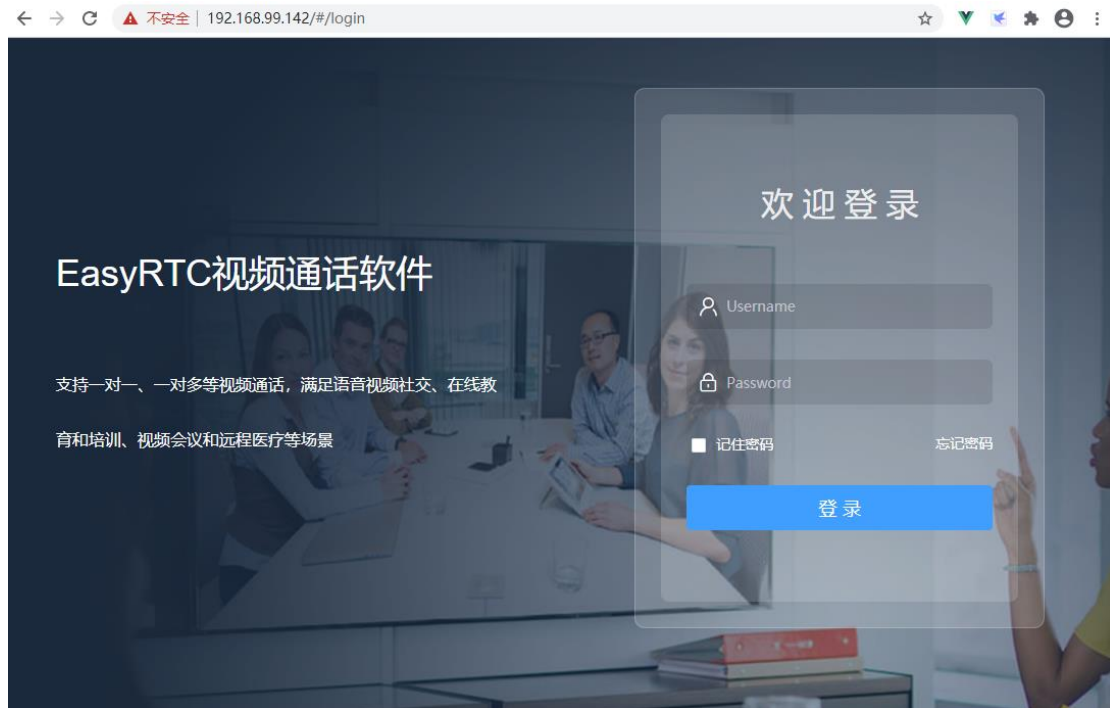 不安全 | 192.168.99.142/#/login
欢迎登录
EasyRTC视频通话软件
支持一对一、一对多等视频通话，满足语音视频社交、在线教
育和培训、视频会议和远程医疗等场景
Username
Password
记住密码 忘记密码
登录